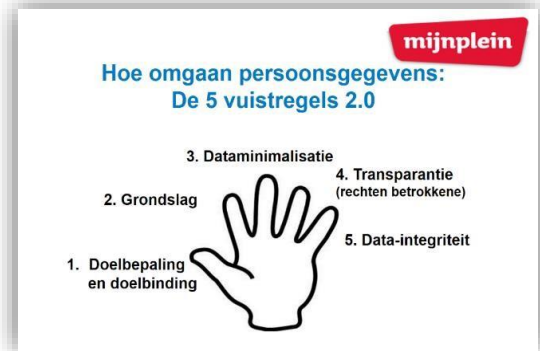 mijnplein
Hoe omgaan persoonsgegevens:
De 5 vuistregels 2.0
3. Dataminimalisatie
4. Transparantie
(rechten betrokkene)
2. Grondslag
5. Data-integriteit
1. Doelbepaling
en doelbinding